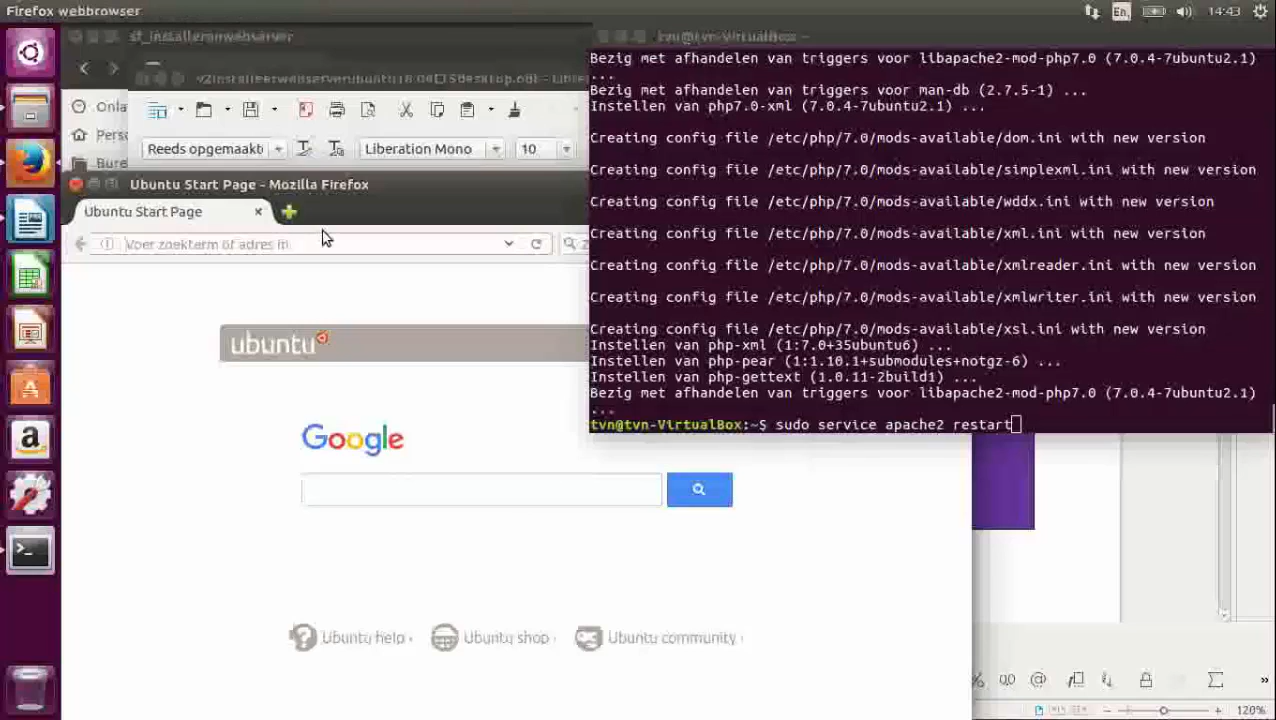 Firefox webbrowser
En
14:43
st_installeronwebserver
tvn@tvn-VirtualBox: ~
Onla
Perso
Bure
Reeds opgemaakt
Liberation Mono
10
Ubuntu Start Page - Mozilla Firefox
Ubuntu Start Page
Voer zoekterm of adres in
ubuntu
Google
Ubuntu help ›
Ubuntu shop ›
Ubuntu community ›
Bezig met afhandelen van triggers voor libapache2-mod-php7.0 (7.0.4-7ubuntu2.1)
...
Bezig met afhandelen van triggers voor man-db (2.7.5-1) ...
Instellen van php7.0-xml (7.0.4-7ubuntu2.1) ...
Creating config file /etc/php/7.0/mods-available/dom.ini with new version
Creating config file /etc/php/7.0/mods-available/simplexml.ini with new version
Creating config file /etc/php/7.0/mods-available/wddx.ini with new version
Creating config file /etc/php/7.0/mods-available/xml.ini with new version
Creating config file /etc/php/7.0/mods-available/xmlreader.ini with new version
Creating config file /etc/php/7.0/mods-available/xmlwriter.ini with new version
Creating config file /etc/php/7.0/mods-available/xsl.ini with new version
Instellen van php-xml (1:7.0+35ubuntu6) ...
Instellen van php-pear (1:1.10.1+submodules+notgz-6) ...
Instellen van php-gettext (1.0.11-2build1) ...
Bezig met afhandelen van triggers voor libapache2-mod-php7.0 (7.0.4-7ubuntu2.1)
...
tvn@tvn-VirtualBox:~$ sudo service apache2 restart
120%